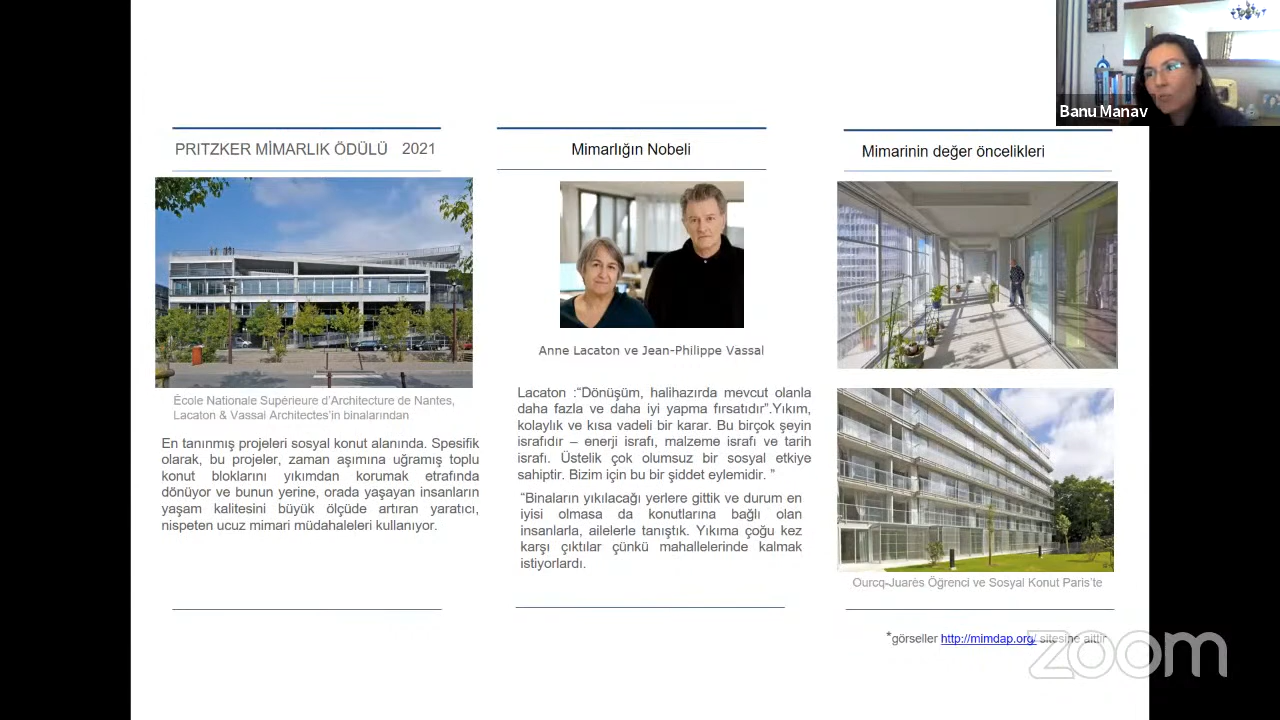 Banu Manav
PRITZKER MİMARLIK ÖDÜLÜ 2021
École Nationale Supérieure d'Architecture de Nantes,
Lacaton & Vassal Architectes'in binalarından
En tanınmış projeleri sosyal konut alanında. Spesifik
olarak, bu projeler, zaman aşımına uğramış toplu
konut bloklarını yıkımdan korumak etrafında
dönüyor ve bunun yerine, orada yaşayan insanların
yaşam kalitesini büyük ölçüde artıran yaratıcı,
nispeten ucuz mimari müdahaleleri kullanıyor.
Mimarlığın Nobeli
Anne Lacaton ve Jean-Philippe Vassal
Lacaton :“Dönüşüm, halihazırda mevcut olanla
daha fazla ve daha iyi yapma fırsatıdır”.Yıkım,
kolaylık ve kısa vadeli bir karar. Bu birçok şeyin
israfıdır – enerji israfı, malzeme israfı ve tarih
israfı. Üstelik çok olumsuz bir sosyal etkiye
sahiptir. Bizim için bu bir şiddet eylemidir. ”
“Binaların yıkılacağı yerlere gittik ve durum en
iyisi olmasa da konutlarına bağlı olan
insanlarla, ailelerle tanıştık. Yıkıma çoğu kez
karşı çıktılar çünkü mahallelerinde kalmak
istiyorlardı.
Mimarinin değer öncelikleri
Ourcq-Juarès Öğrenci ve Sosyal Konut Paris’te
*görseller http://mimdap.org/ sitesine aittir
zoom